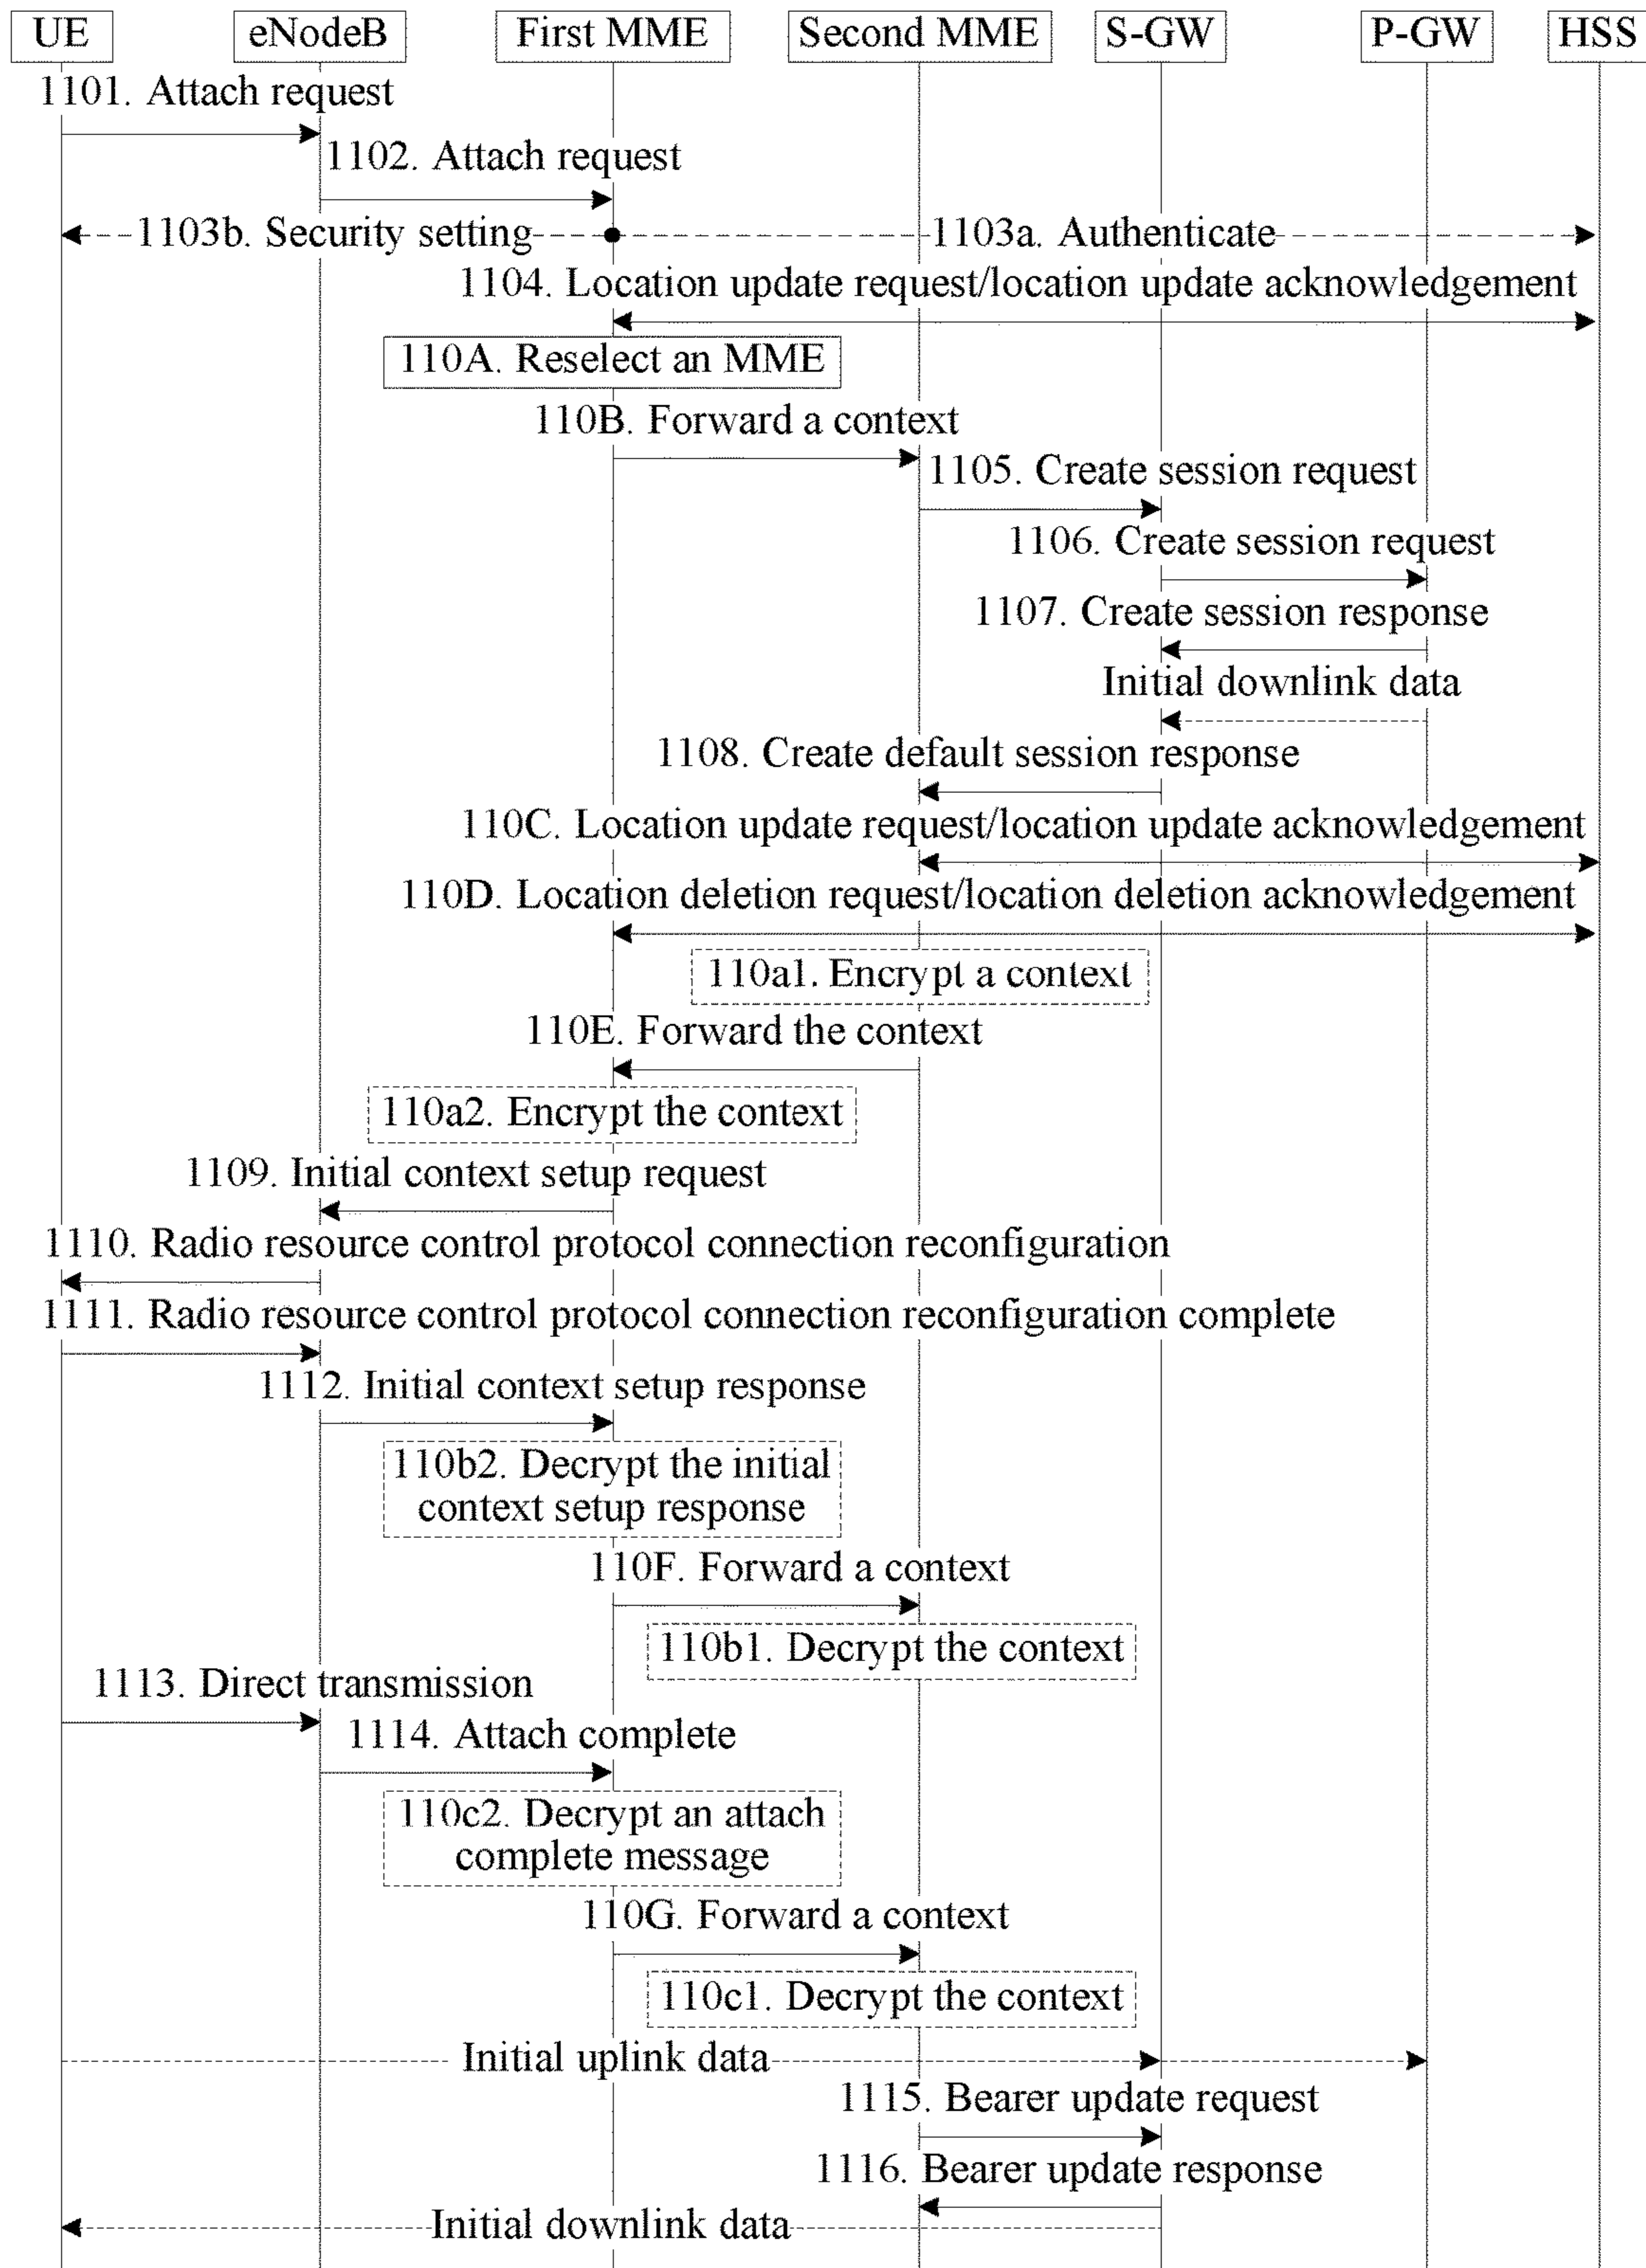 UE eNodeB First MME Second MME S-GW P-GW HSS
1101. Attach request
1102. Attach request
1103b. Security setting 1103a. Authenticate
1104. Location update request/location update acknowledgement
110A. Reselect an MME
110B. Forward a context
1105. Create session request
1106. Create session request
1107. Create session response
Initial downlink data
1108. Create default session response
110C. Location update request/location update acknowledgement
110D. Location deletion request/location deletion acknowledgement
110a1. Encrypt a context
110E. Forward the context
110a2. Encrypt the context
1109. Initial context setup request
1110. Radio resource control protocol connection reconfiguration
1111. Radio resource control protocol connection reconfiguration complete
1112. Initial context setup response
110b2. Decrypt the initial
context setup response
110F. Forward a context
110b1. Decrypt the context
1113. Direct transmission
1114. Attach complete
110c2. Decrypt an attach
complete message
110G. Forward a context
110c1. Decrypt the context
Initial uplink data
1115. Bearer update request
1116. Bearer update response
Initial downlink data